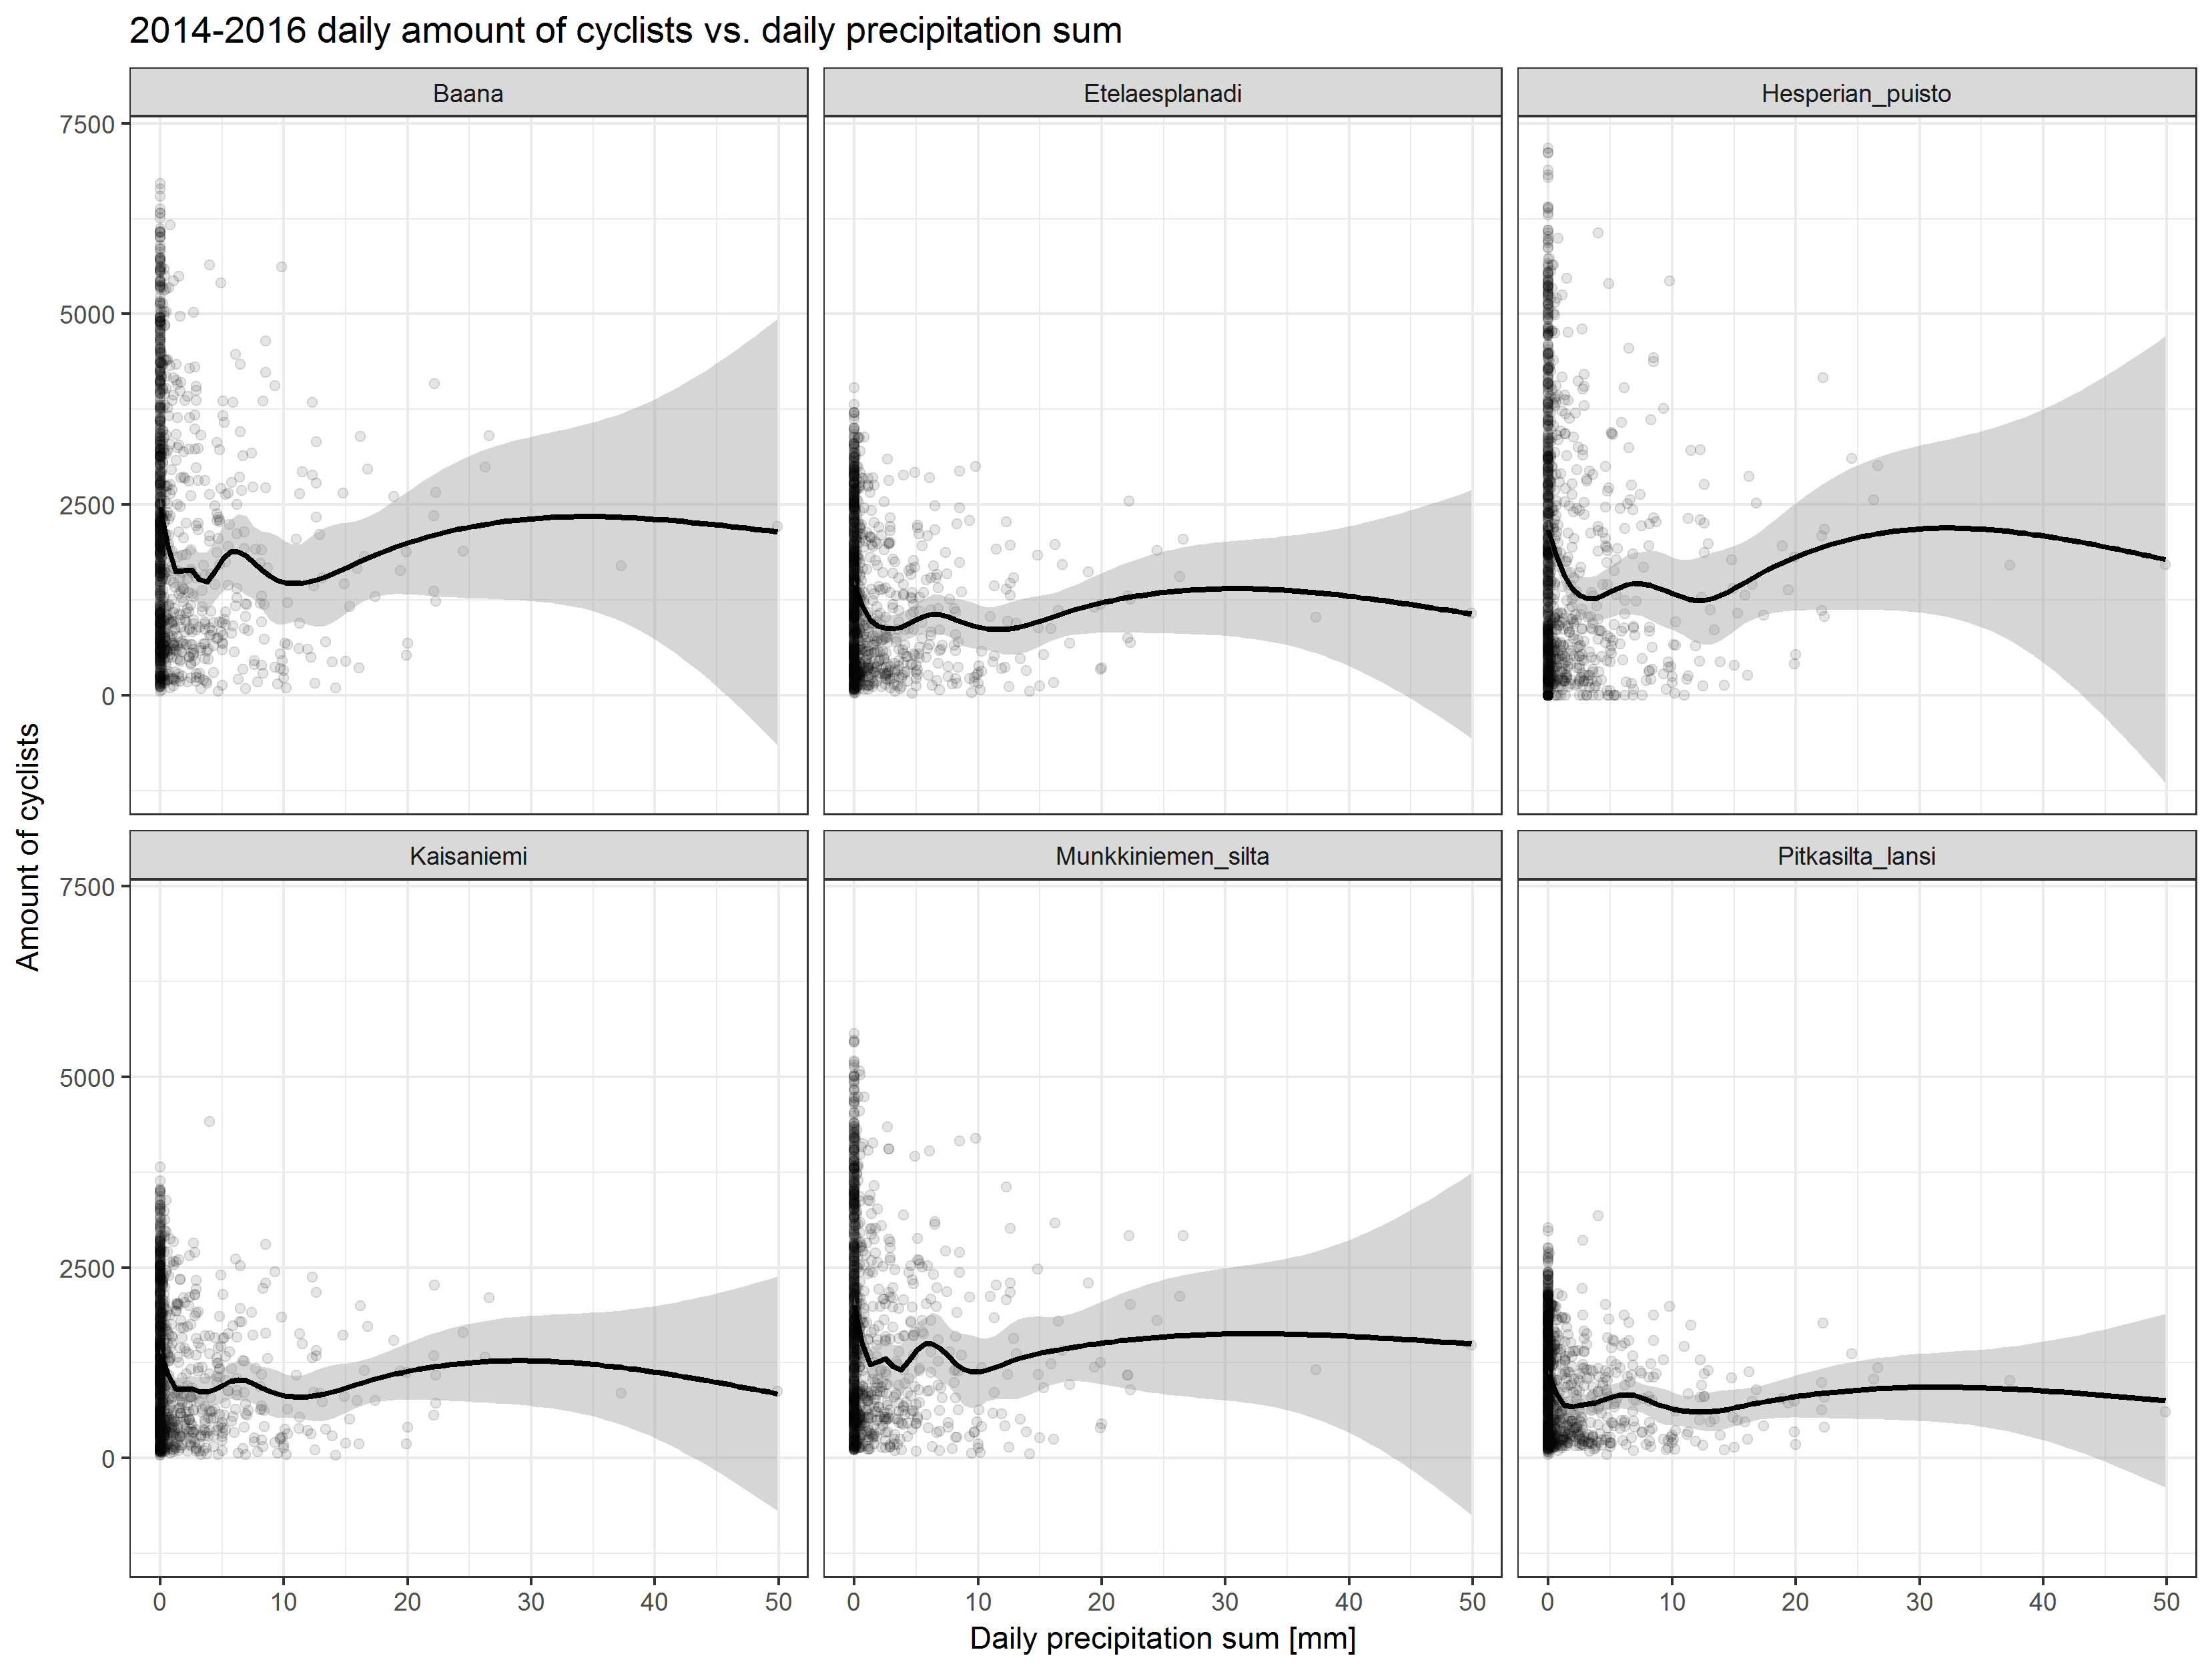 2014-2016 daily amount of cyclists vs. daily precipitation sum
Baana
Etelaesplanadi
Hesperian_puisto
7500
5000
2500
0
Amount of cyclists
Kaisaniemi
Munkkiniemen_silta
Pitkasilta_lansi
7500
5000
2500
0
0 10 20 30 40 50
0 10 20 30 40 50
0 10 20 30 40 50
Daily precipitation sum [mm]